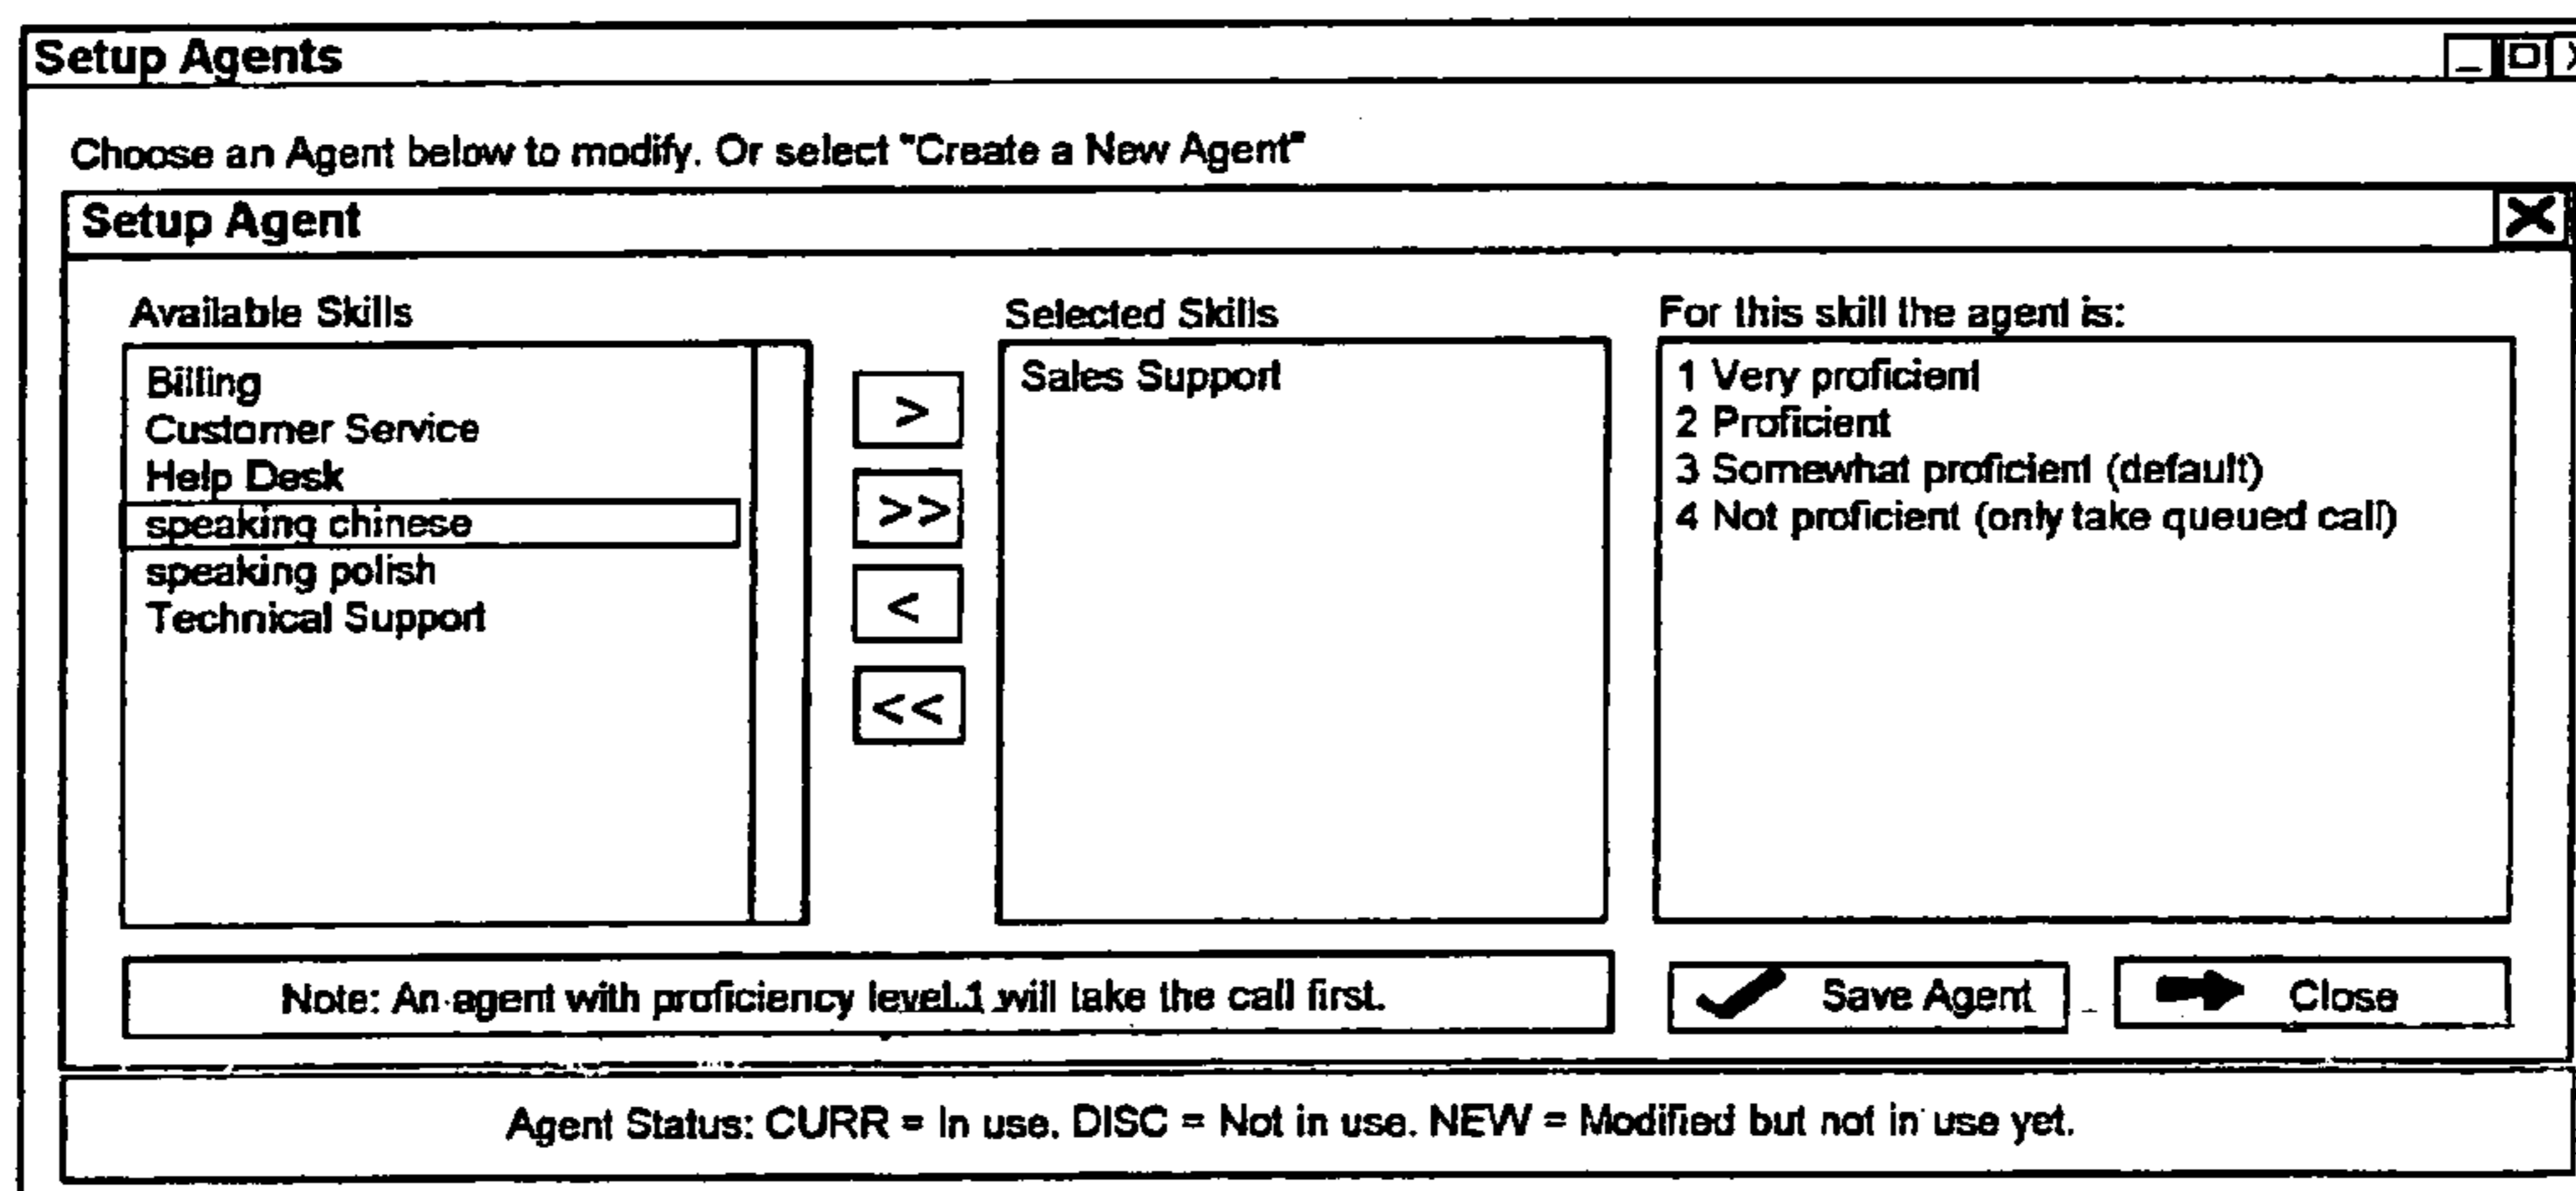 Setup Agents
Choose an Agent below to modify. Or select "Create a New Agent"
Setup Agent
Available Skills
Billing
Customer Service
Help Desk
speaking chinese
speaking polish
Technical Support
>
>>
<
<<
Selected Skills
Sales Support
For this skill the agent is:
1 Very proficient
2 Proficient
3 Somewhat proficient (default)
4 Not proficient (only take queued call)
Note: An agent with proficiency level 1 will take the call first.
Save Agent
Close
Agent Status: CURR = In use. DISC = Not in use. NEW = Modified but not in use yet.